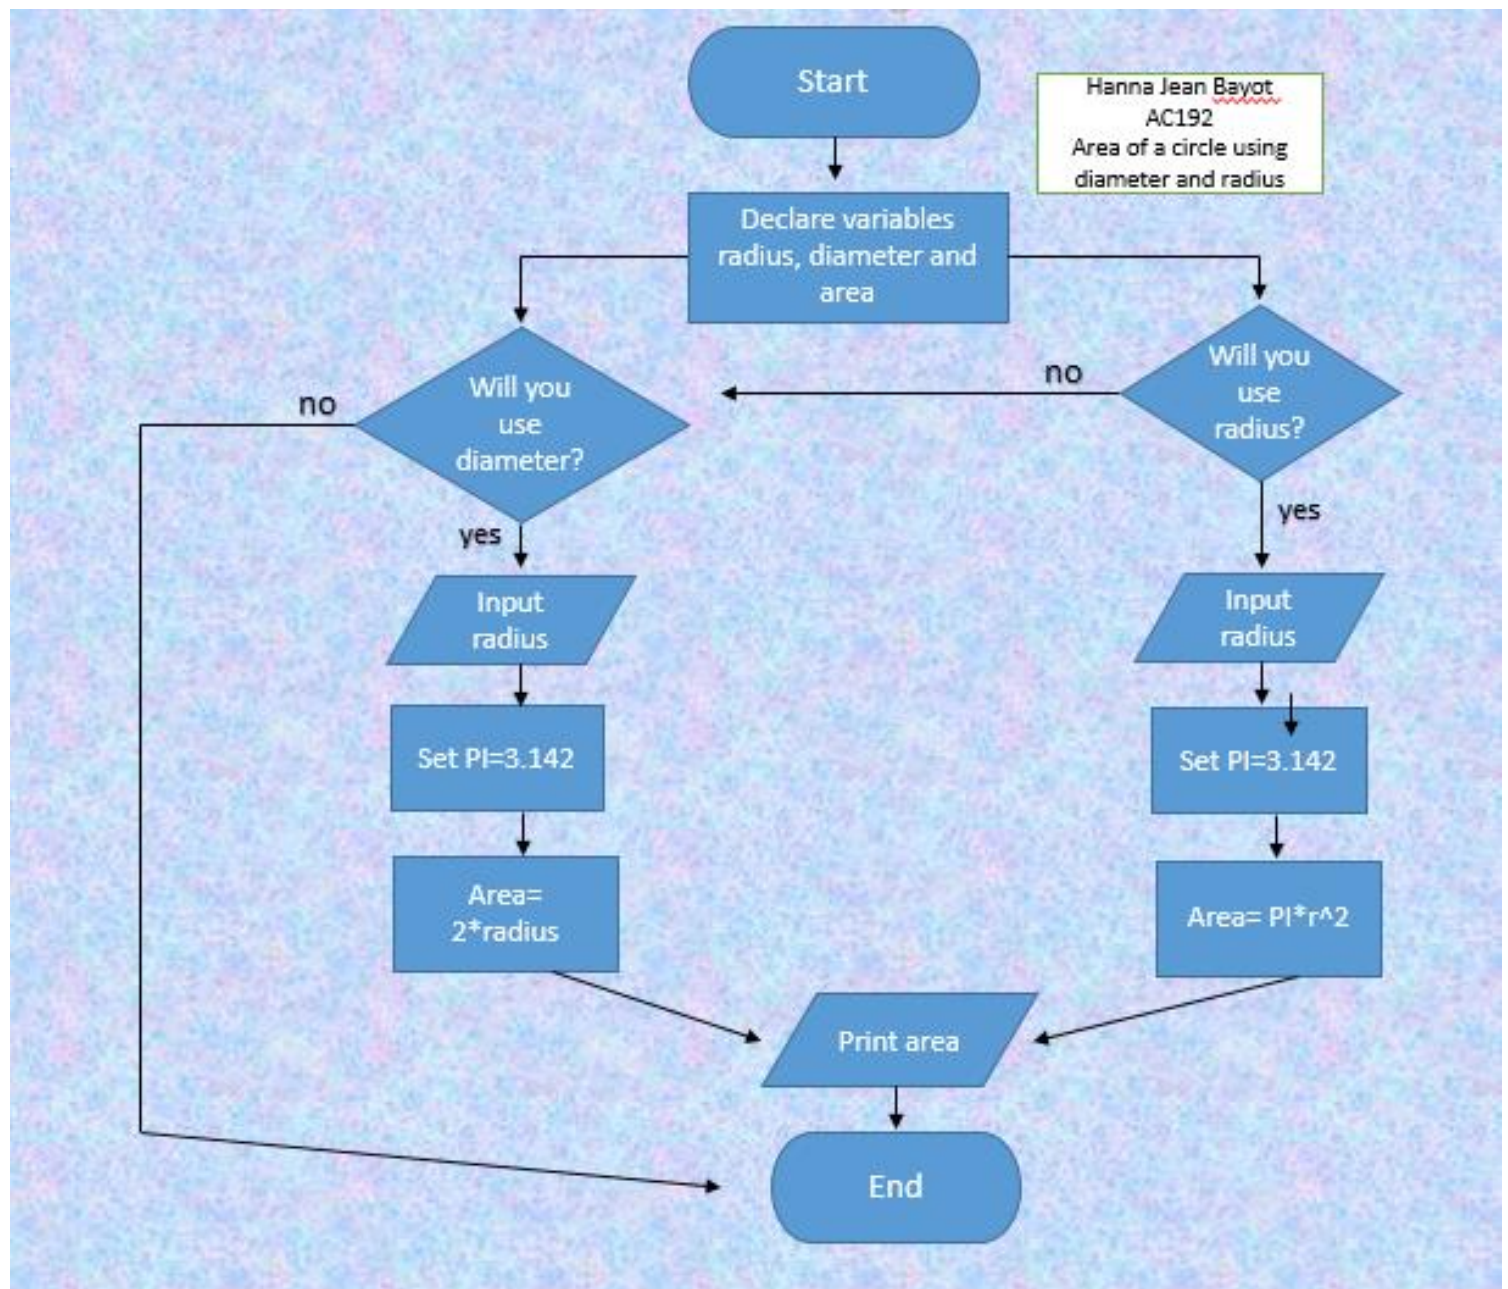 Start
Hanna Jean Bayot
AC192
Area of a circle using
diameter and radius
Declare variables
radius, diameter and
area
Will you
use
diameter?
no
yes
Will you
use
radius?
no
yes
Input
radius
Set PI=3.142
Area=
2*radius
Input
radius
Set PI=3.142
Area= PI*r^2
Print area
End